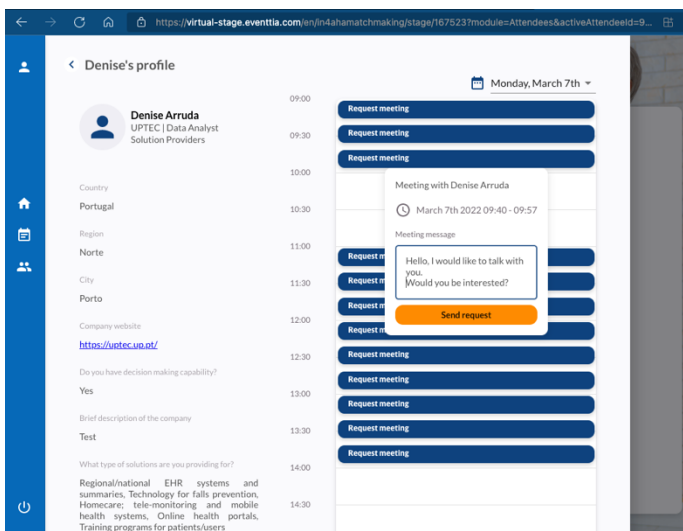 https://virtual-stage.eventtia.com/en/in4ahamatchmaking/stage/167523?module=Attendees&activeAttendeeId=9...
Denise's profile
Monday, March 7th
Denise Arruda
UPTEC | Data Analyst
Solution Providers
Country
Portugal
Region
Norte
City
Porto
Company website
https://uptec.up.pt/
Do you have decision making capability?
Yes
Brief description of the company
Test
What type of solutions are you providing for?
Regional/national EHR systems and
summaries, Technology for falls prevention,
Homecare; tele-monitoring and mobile
health systems, Online health portals,
Training programs for patients/users
09:00
Request meeting
09:30
Request meeting
Request meeting
10:00
10:30
11:00
Request m
11:30
Request m
Request m
12:00
Request m
12:30
Request meeting
13:00
Request meeting
Request meeting
13:30
Request meeting
Request meeting
14:00
14:30
Meeting with Denise Arruda
March 7th 2022 09:40 - 09:57
Meeting message
Hello, I would like to talk with
you.
Would you be interested?
Send request